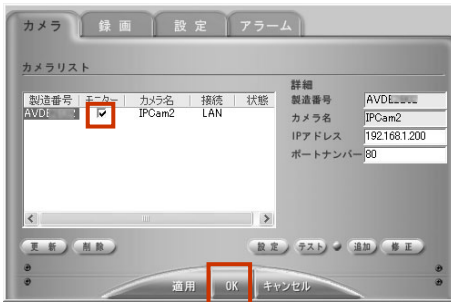 カメラ 録画 設定 アラーム
カメラリスト
詳細
製造番号 モニター カメラ名 接続 状態
AVDE IPCam2 LAN
製造番号 AVDE
カメラ名 IPCam2
IPアドレス 192.168.1.200
ポートナンバー 80
更新 削除 設定 テスト 追加 修正
適用 OK キャンセル